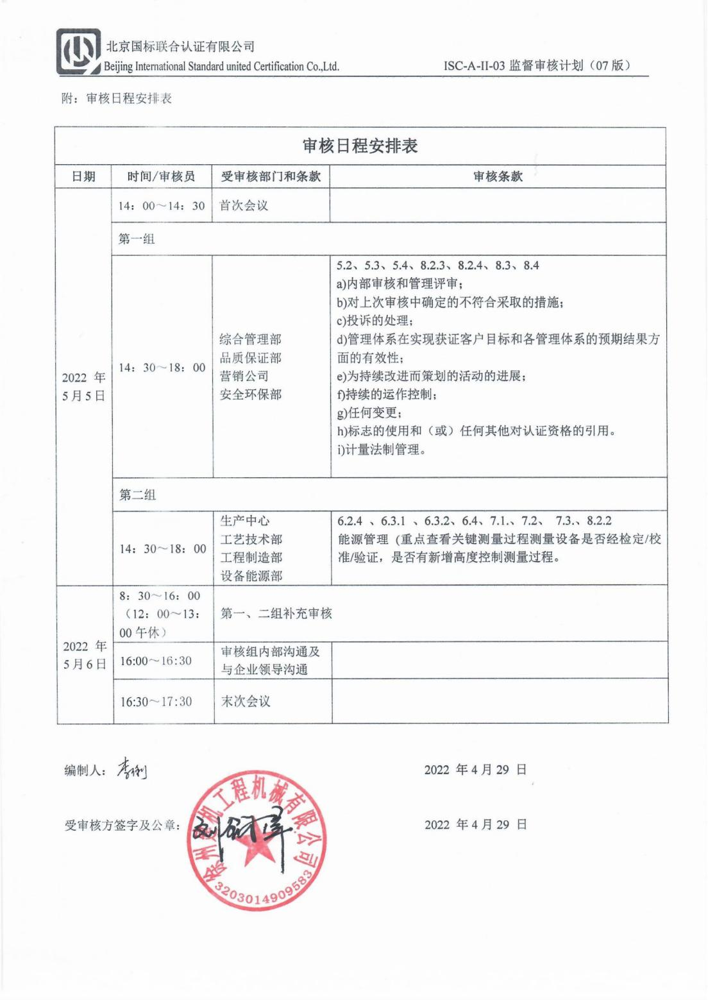 北京国标联合认证有限公司
Beijing International Standard united Certification Co.,Ltd.
ISC-A-II-03 监督审核计划（07 版）
附：审核日程安排表
审核日程安排表
日期 时间/审核员 受审核部门和条款 审核条款
2022 年
5月5日
14：00～14：30 首次会议
第一组
14：30～18：00
综合管理部
品质保证部
营销公司
安全环保部
5.2、5.3、5.4、8.2.3、8.2.4、8.3、8.4
a)内部审核和管理评审；
b)对上次审核中确定的不符合采取的措施；
c)投诉的处理；
d)管理体系在实现获证客户目标和各管理体系的预期结果方
面的有效性；
e)为持续改进而策划的活动的进展；
f)持续的运作控制；
g)任何变更；
h)标志的使用和（或）任何其他对认证资格的引用。
i)计量法制管理。
第二组
14：30～18：00
生产中心
工艺技术部
工程制造部
设备能源部
6.2.4 、6.3.1 、6.3.2、6.4、7.1.、7.2、 7.3.、8.2.2
能源管理（重点查看关键测量过程测量设备是否经检定/校
准/验证，是否有新增高度控制测量过程。
2022 年
5月6日
8：30～16：00
（12：00～13：
00 午休）
第一、二组补充审核
16:00～16:30
审核组内部沟通及
与企业领导沟通
16:30～17:30 末次会议
编制人： 2022 年 4 月 29 日
受审核方签字及公章： 2022 年 4 月 29 日
徐州建机工程机械有限公司
3203014909583